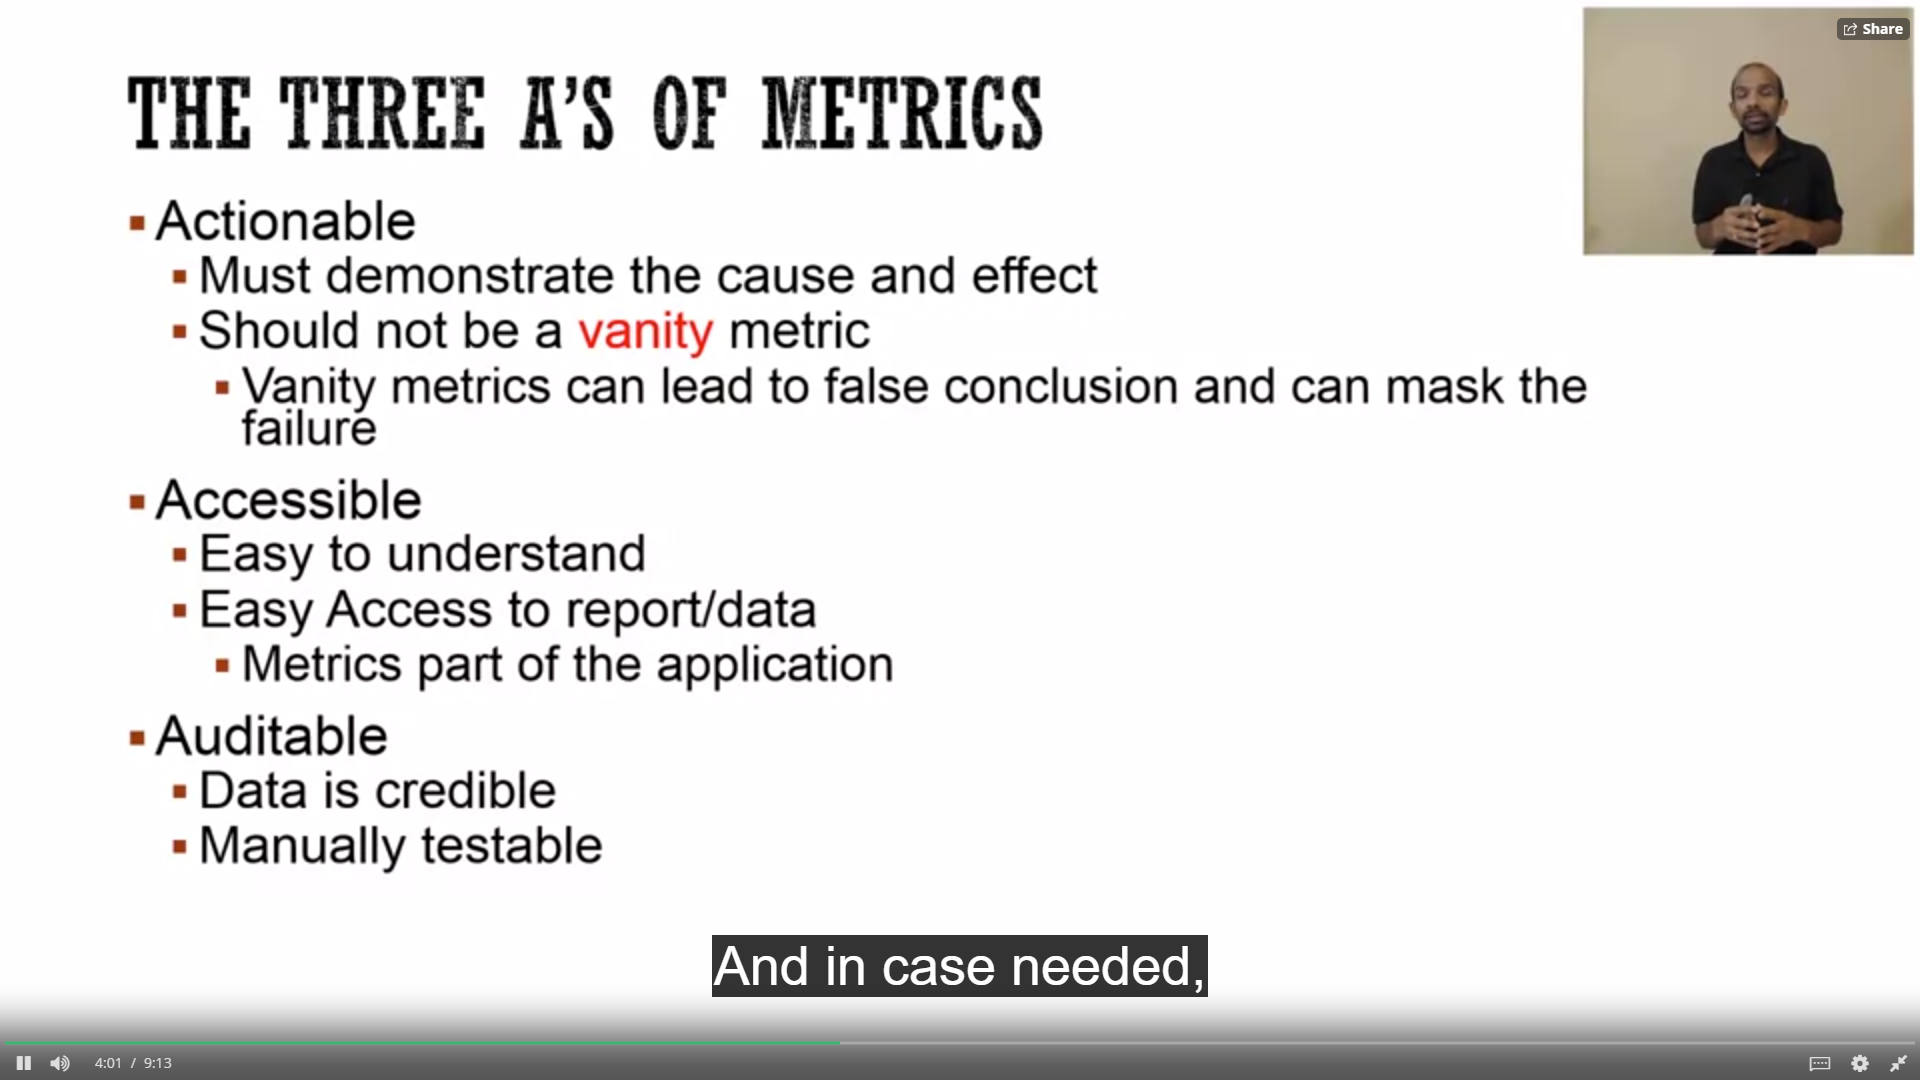 Share
THE THREE A'S OF METRICS
Actionable
Must demonstrate the cause and effect
Should not be a vanity metric
Vanity metrics can lead to false conclusion and can mask the
failure
Accessible
Easy to understand
Easy Access to report/data
Metrics part of the application
Auditable
Data is credible
Manually testable
And in case needed,
4:01 / 9:13